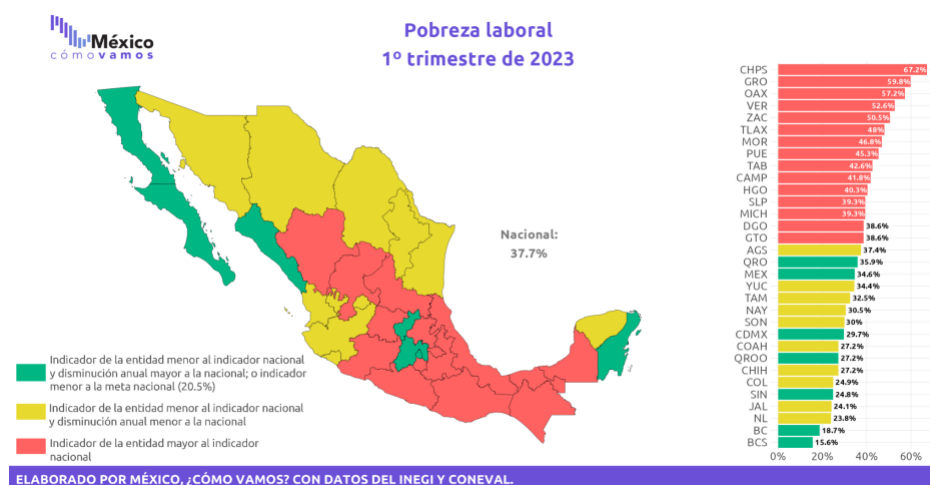 México
cómovamos
Pobreza laboral
1º trimestre de 2023
Nacional:
37.7%
Indicador de la entidad menor al indicador nacional
y disminución anual mayor a la nacional; o indicador
menor a la meta nacional (20.5%)
Indicador de la entidad menor al indicador nacional
y disminución anual menor a la nacional
Indicador de la entidad mayor al indicador
nacional
CHPS 67.2%
GRO 59.8%
OAX 57.2%
VER 52.6%
ZAC 50.5%
TLAX 48%
MOR 46.8%
PUE 45.3%
TAB 42.6%
CAMP 41.8%
HGO 40.3%
SLP 39.3%
MICH 39.3%
DGO 38.6%
GTO 38.6%
AGS 37.4%
QRO 35.9%
MEX 34.6%
YUC 34.4%
TAM 32.5%
NAY 30.5%
SON 30%
CDMX 29.7%
COAH 27.2%
QROO 27.2%
CHIH 27.2%
COL 24.9%
SIN 24.8%
JAL 24.1%
NL 23.8%
BC 18.7%
BCS 15.6%
0% 20% 40% 60%
ELABORADO POR MÉXICO, ¿CÓMO VAMOS? CON DATOS DEL INEGI Y CONEVAL.